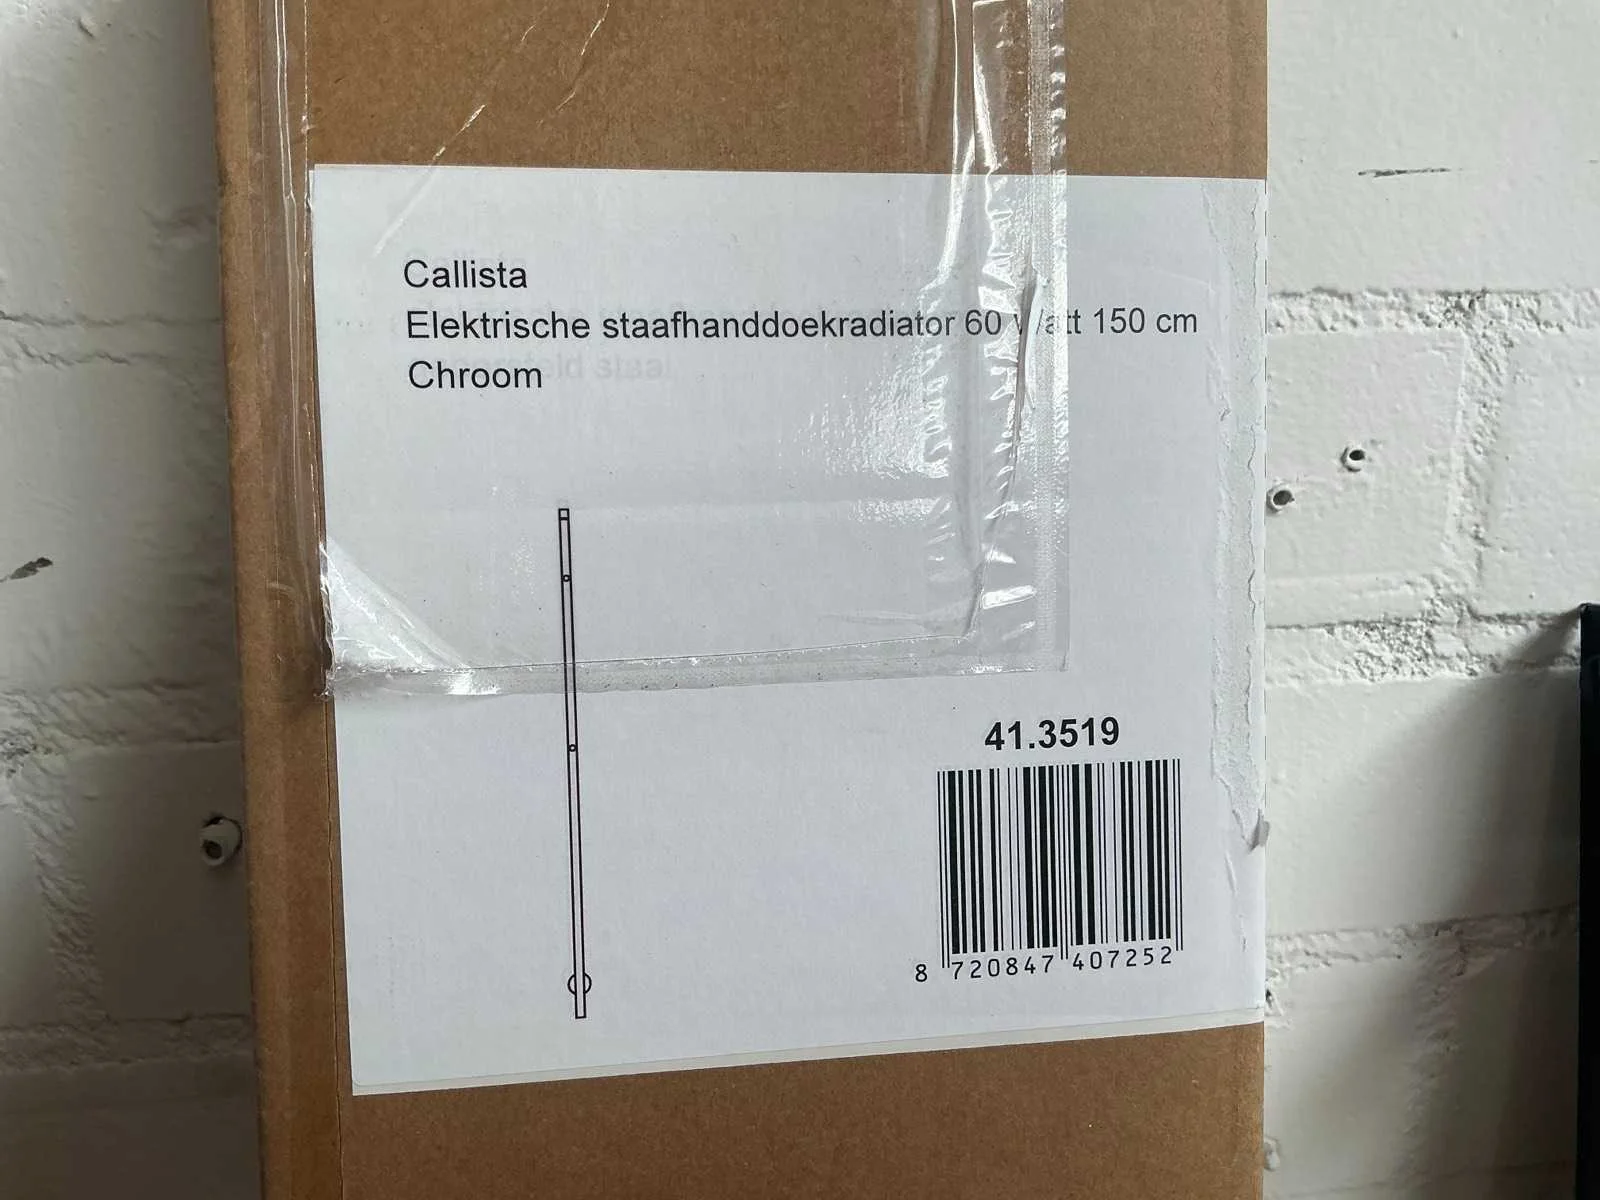 Callista
Elektrische staafhanddoekradiator 60 Watt 150 cm
Chroom
41.3519
8 720847 407252